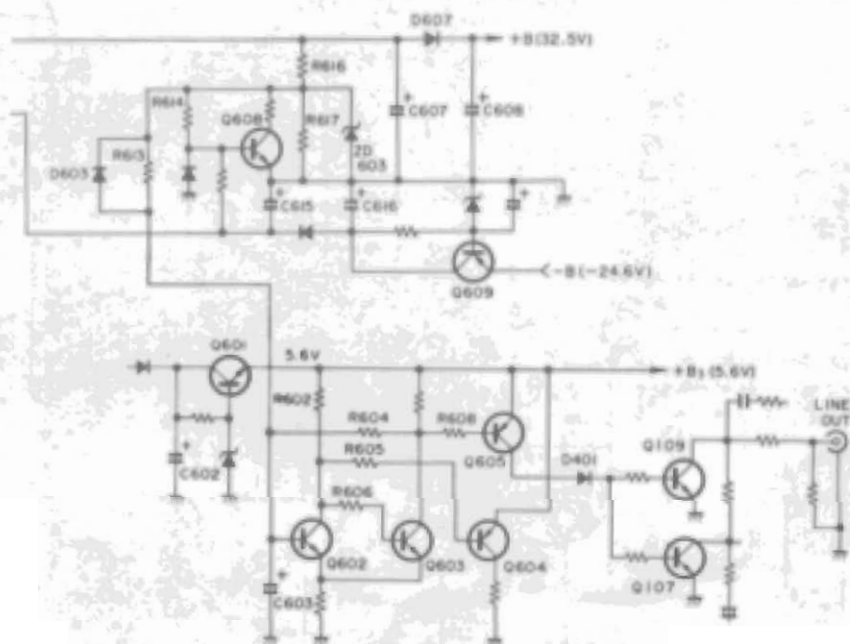 D607
+B(32.5V)
R616
R614
Q608
R617
C607
C608
ZD
603
R613
D603
C615
C616
-B(-24.6V)
Q609
Q601
5.6V
+B₃(5.6V)
R602
LINE
OUT
R604
R608
Q109
R605
Q605
D401
C602
R606
Q602
Q603
Q604
Q107
C603